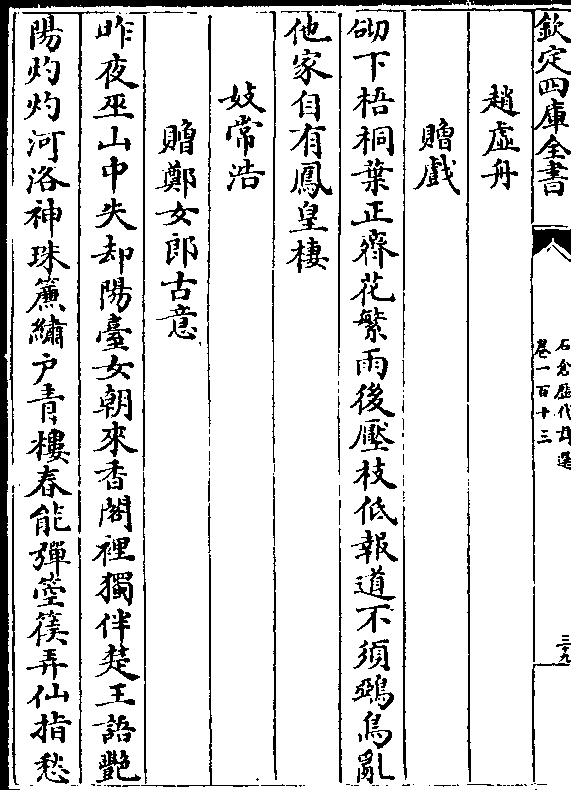 欽定四庫全書
石倉歷代詩選
卷一百十三
三十九
趙虛舟
贈戲
砌下梧桐葉正齊花繁雨後壓枝低報道不須鵶鳥亂
他家自有鳳皇棲
妓常浩
贈鄭女郎古意
昨夜巫山中失却陽臺女朝來香閣裡獨伴楚王語艷
陽灼灼河洛神珠簾繡户青樓春能彈箜篌弄仙指愁